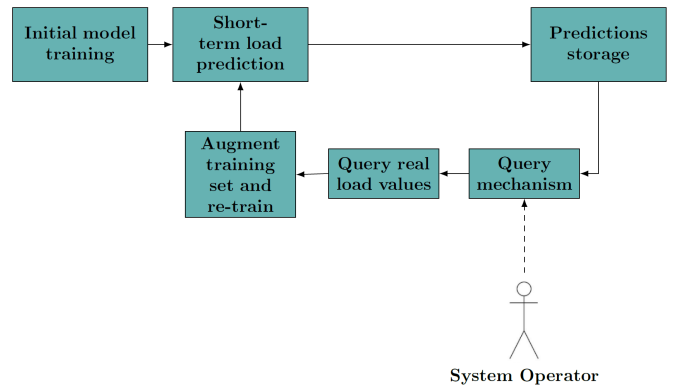 Initial model
training
Short-
term load
prediction
Predictions
storage
Augment
training
set and
re-train
Query real
load values
Query
mechanism
System Operator